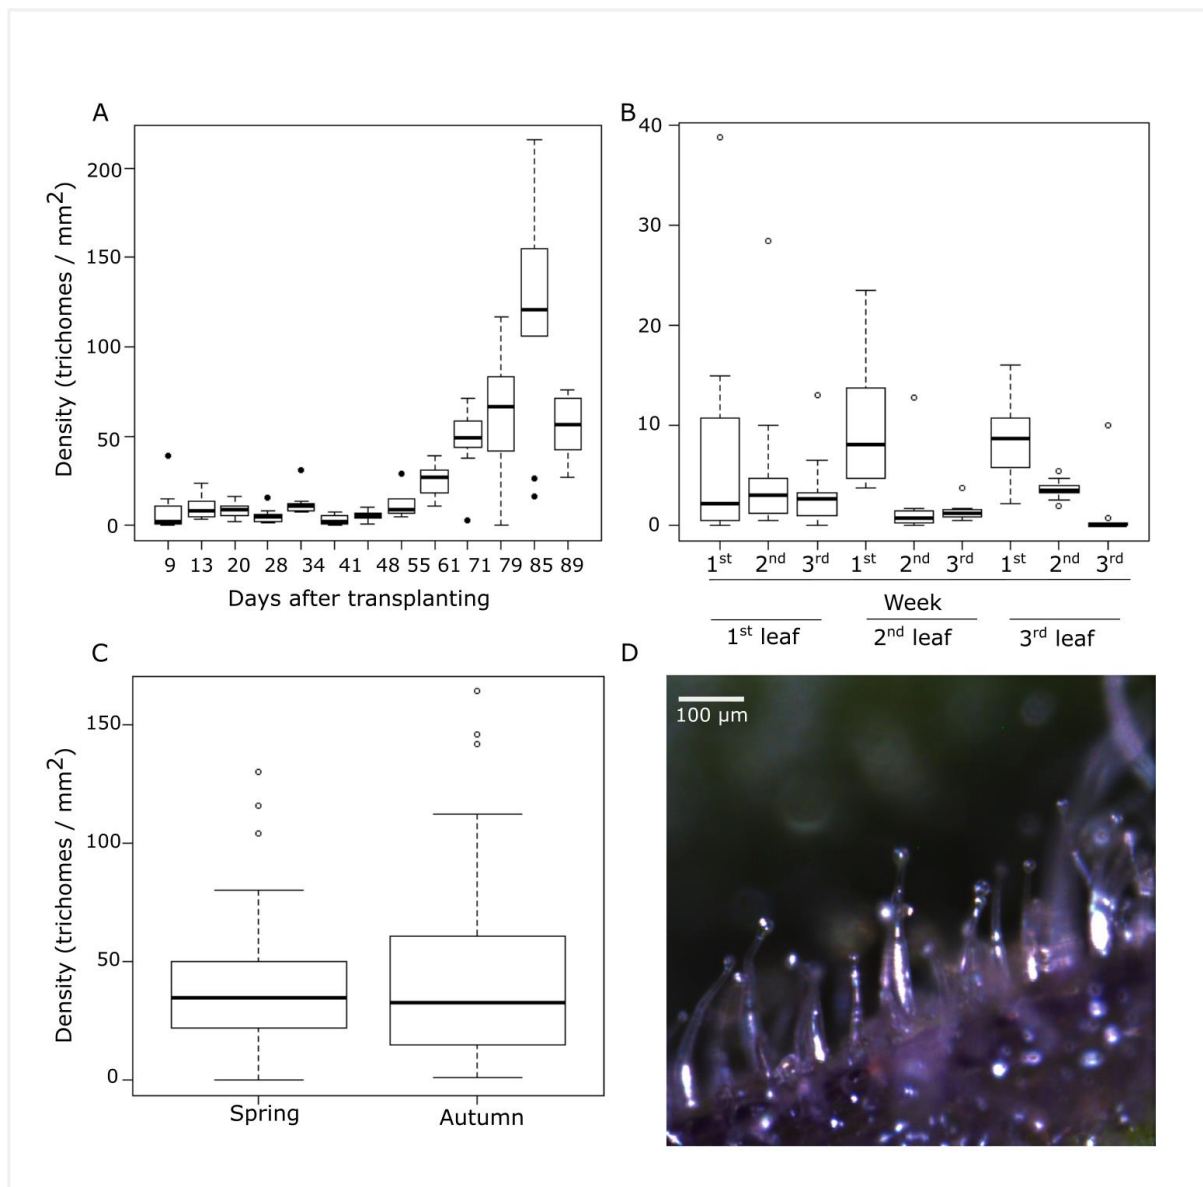 A
Density (trichomes / mm²)
200
150
100
50
0
9 13 20 28 34 41 48 55 61 71 79 85 89
Days after transplanting
B
40
30
20
10
0
1st 2nd 3rd 1st 2nd 3rd 1st 2nd 3rd
Week
1st leaf 2nd leaf 3rd leaf
C
Density (trichomes / mm²)
150
100
50
0
Spring Autumn
D
100 µm